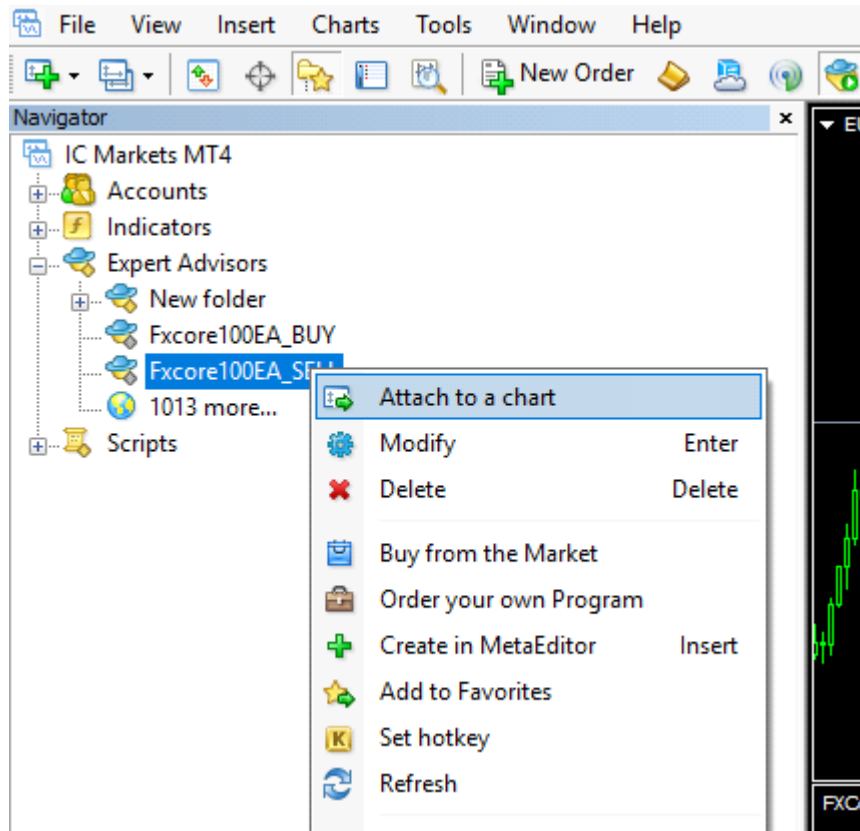 File View Insert Charts Tools Window Help
New Order
Navigator
IC Markets MT4
Accounts
Indicators
Expert Advisors
New folder
Fxcore100EA_BUY
Fxcore100EA_SELL
1013 more...
Scripts
Attach to a chart
Modify Enter
Delete Delete
Buy from the Market
Order your own Program
Create in MetaEditor Insert
Add to Favorites
Set hotkey
Refresh